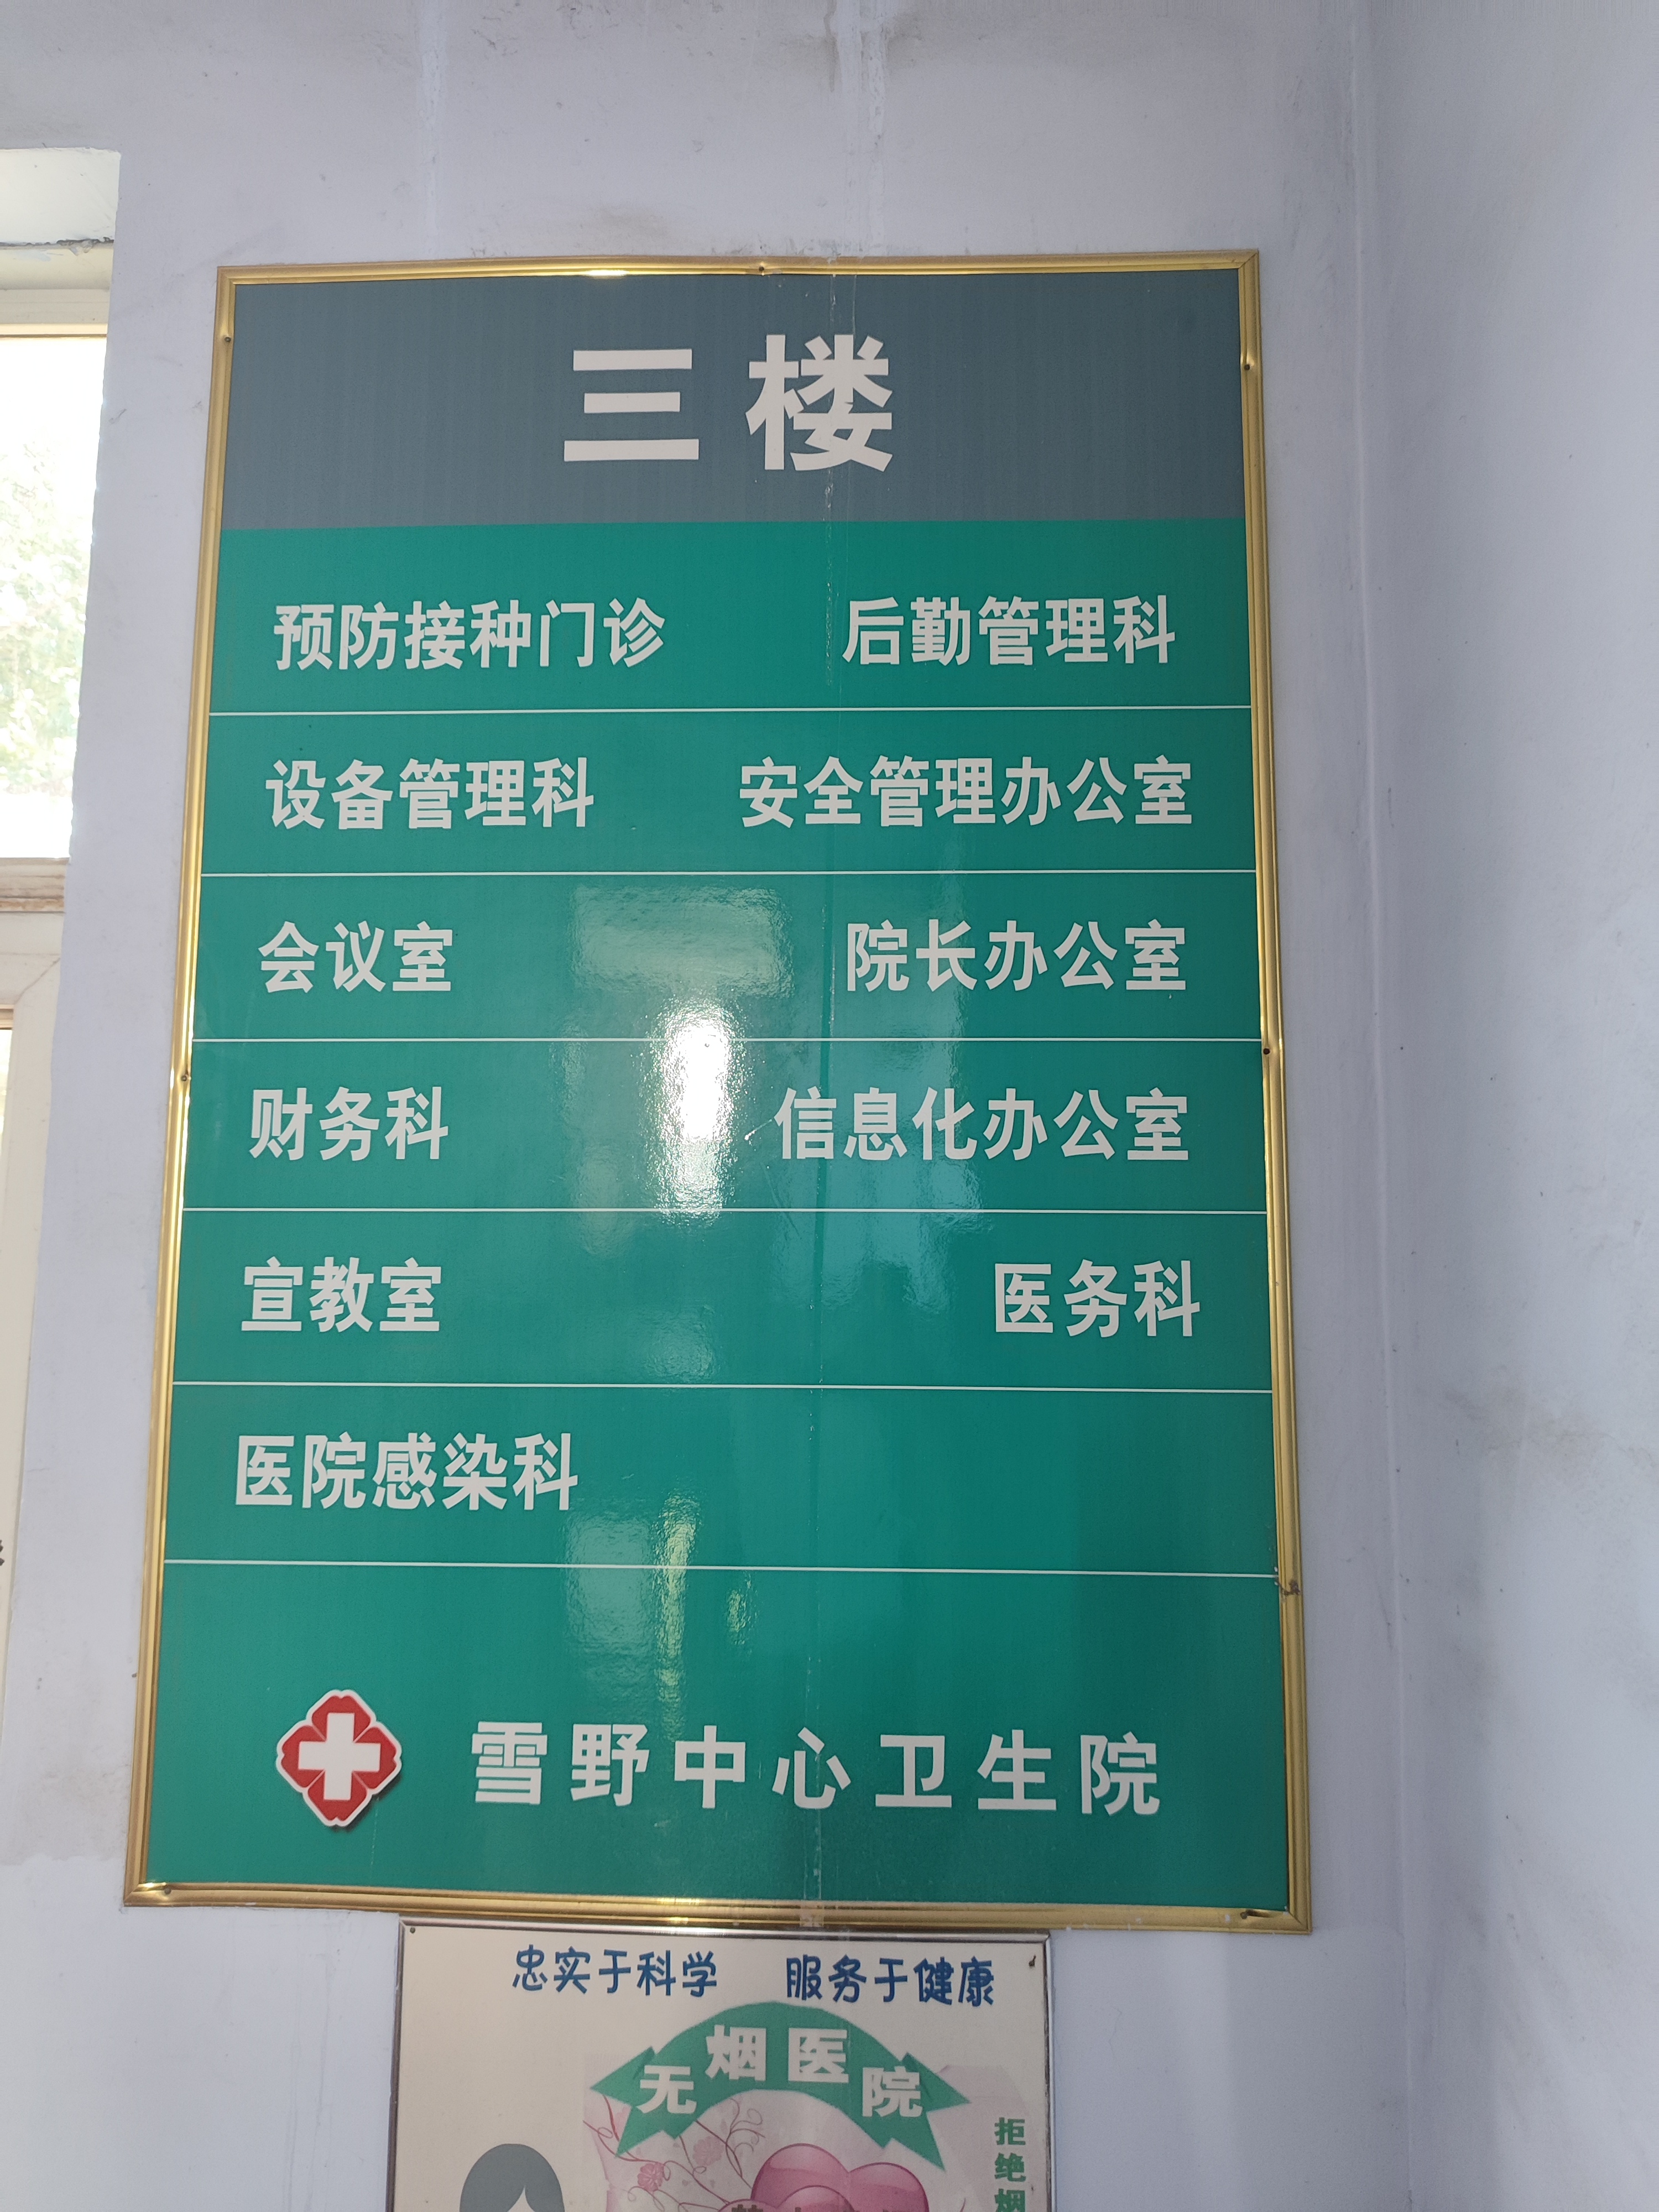 三楼
预防接种门诊 后勤管理科
设备管理科 安全管理办公室
会议室 院长办公室
财务科 信息化办公室
宣教室 医务科
医院感染科
雪野中心卫生院
忠实于科学 服务于健康
无烟医院
拒绝烟